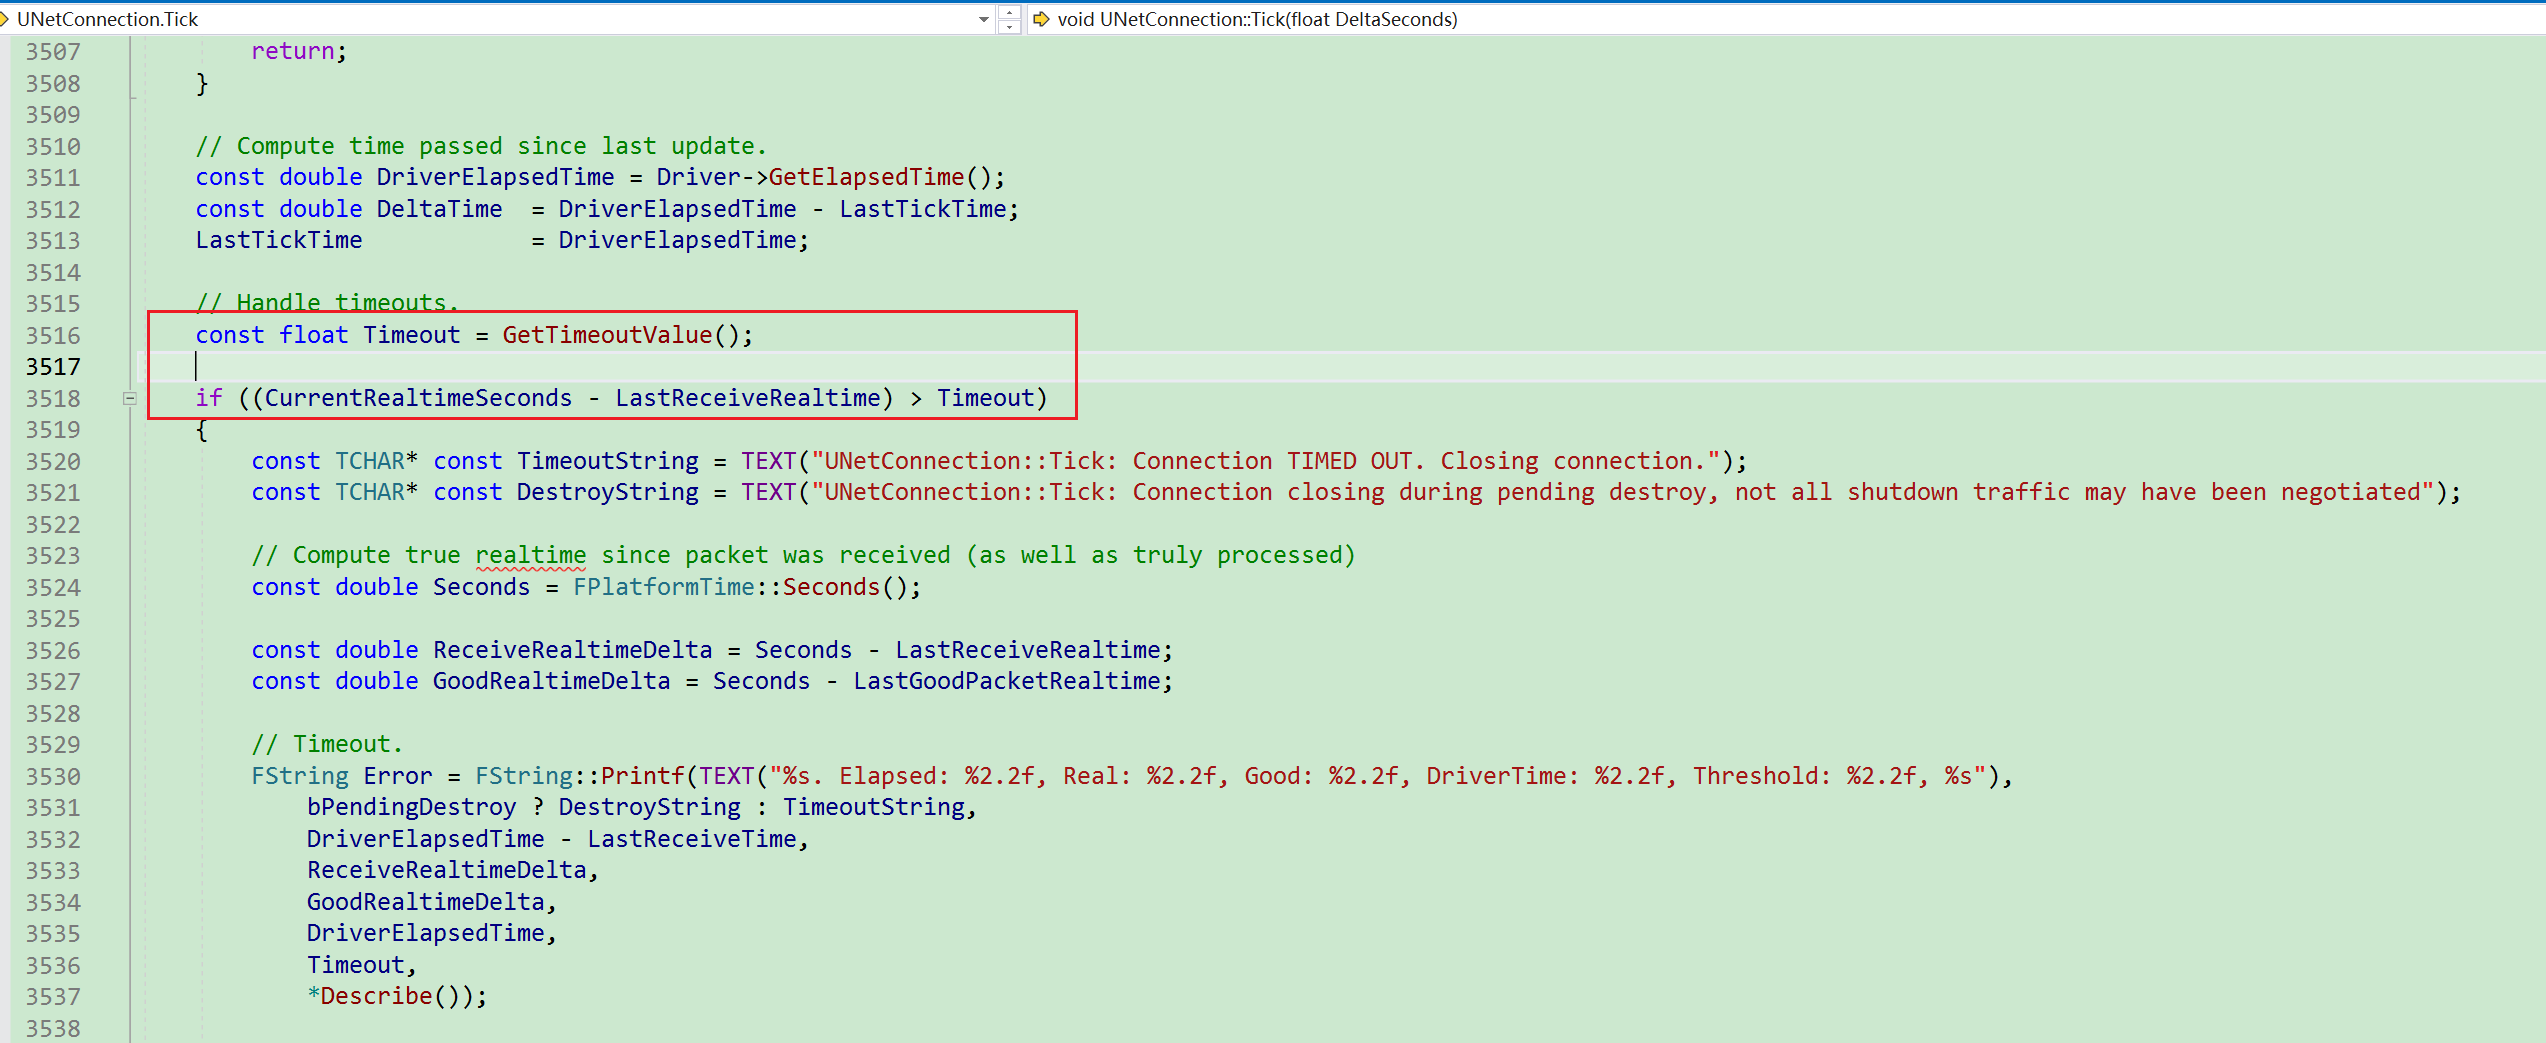 UNetConnection.Tick void UNetConnection::Tick(float DeltaSeconds)
3507 return;
3508 }
3509
3510 // Compute time passed since last update.
3511 const double DriverElapsedTime = Driver->GetElapsedTime();
3512 const double DeltaTime = DriverElapsedTime - LastTickTime;
3513 LastTickTime = DriverElapsedTime;
3514
3515 // Handle timeouts.
3516 const float Timeout = GetTimeoutValue();
3517
3518 if ((CurrentRealtimeSeconds - LastReceiveRealtime) > Timeout)
3519 {
3520 const TCHAR* const TimeoutString = TEXT("UNetConnection::Tick: Connection TIMED OUT. Closing connection.");
3521 const TCHAR* const DestroyString = TEXT("UNetConnection::Tick: Connection closing during pending destroy, not all shutdown traffic may have been negotiated");
3522
3523 // Compute true realtime since packet was received (as well as truly processed)
3524 const double Seconds = FPlatformTime::Seconds();
3525
3526 const double ReceiveRealtimeDelta = Seconds - LastReceiveRealtime;
3527 const double GoodRealtimeDelta = Seconds - LastGoodPacketRealtime;
3528
3529 // Timeout.
3530 FString Error = FString::Printf(TEXT("%s. Elapsed: %2.2f, Real: %2.2f, Good: %2.2f, DriverTime: %2.2f, Threshold: %2.2f, %s"),
3531 bPendingDestroy ? DestroyString : TimeoutString,
3532 DriverElapsedTime - LastReceiveTime,
3533 ReceiveRealtimeDelta,
3534 GoodRealtimeDelta,
3535 DriverElapsedTime,
3536 Timeout,
3537 *Describe());
3538